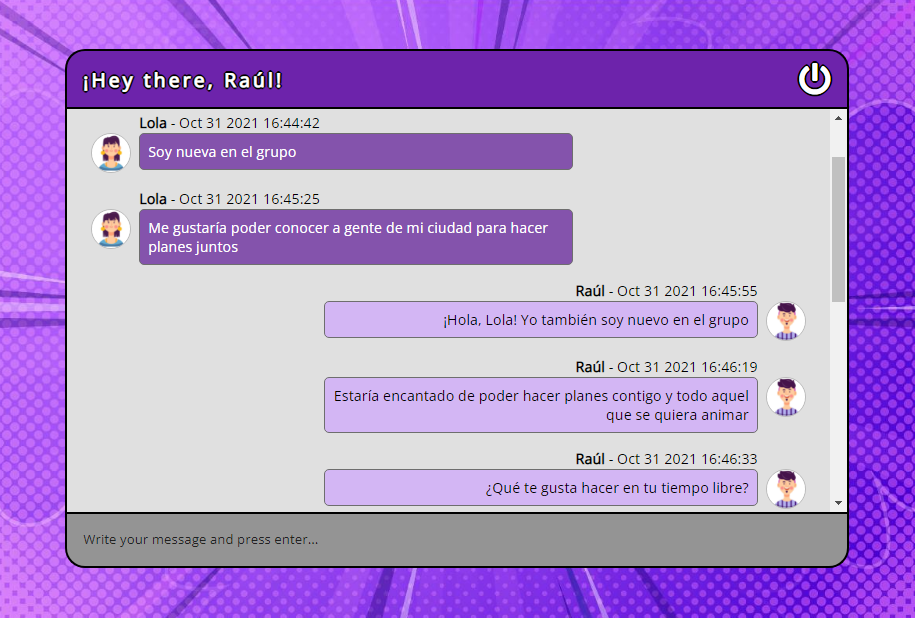 ¡Hey there, Raúl!
Lola - Oct 31 2021 16:44:42
Soy nueva en el grupo
Lola - Oct 31 2021 16:45:25
Me gustaría poder conocer a gente de mi ciudad para hacer
planes juntos
Raúl - Oct 31 2021 16:45:55
¡Hola, Lola! Yo también soy nuevo en el grupo
Raúl - Oct 31 2021 16:46:19
Estaría encantado de poder hacer planes contigo y todo aquel
que se quiera animar
Raúl - Oct 31 2021 16:46:33
¿Qué te gusta hacer en tu tiempo libre?
Write your message and press enter...